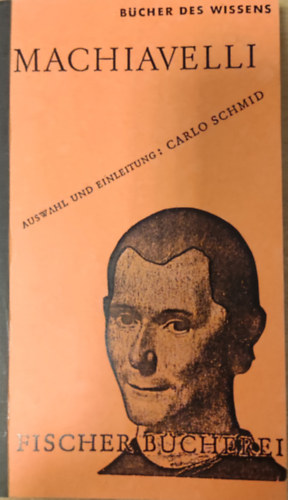 BÜCHER DES WISSENS
MACHIAVELLI
AUSWAHL UND EINLEITUNG: CARLO SCHMID
FISCHER BÜCHEREI